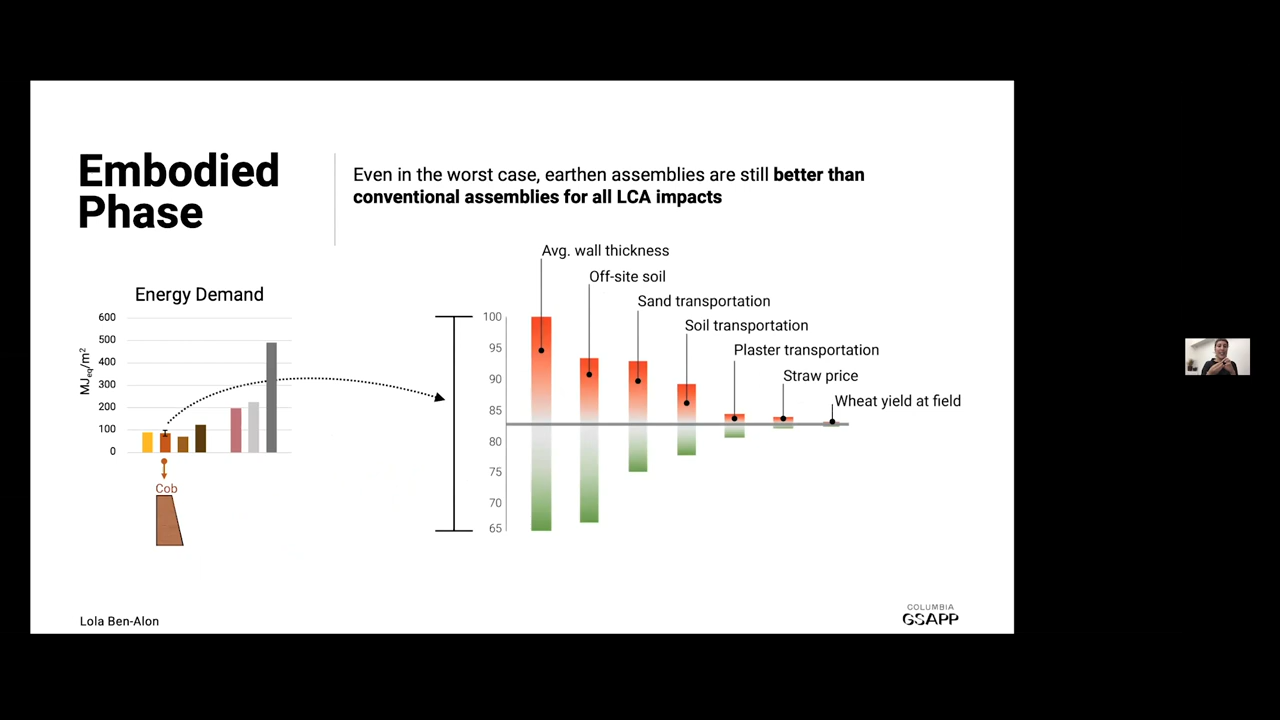 Embodied
Phase
Even in the worst case, earthen assemblies are still better than
conventional assemblies for all LCA impacts
Energy Demand
MJeq/m²
600
500
400
300
200
100
0
Cob
Avg. wall thickness
Off-site soil
Sand transportation
Soil transportation
Plaster transportation
Straw price
Wheat yield at field
100
95
90
85
80
75
70
65
Lola Ben-Alon
COLUMBIA
GSAPP